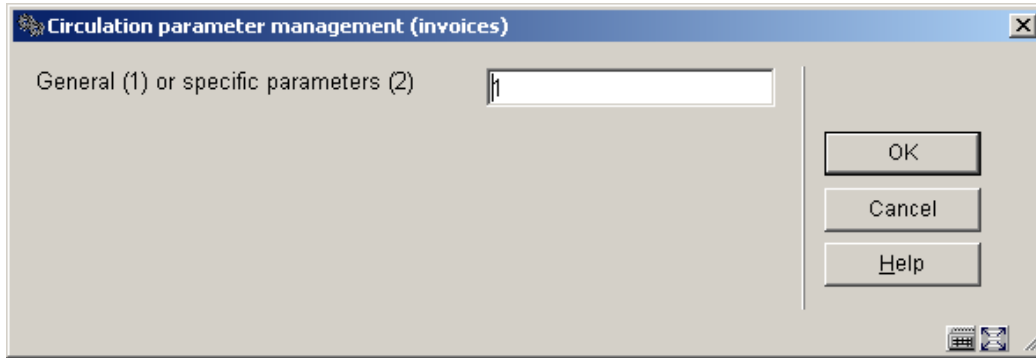 Circulation parameter management (invoices)
General (1) or specific parameters (2)
1
OK
Cancel
Help